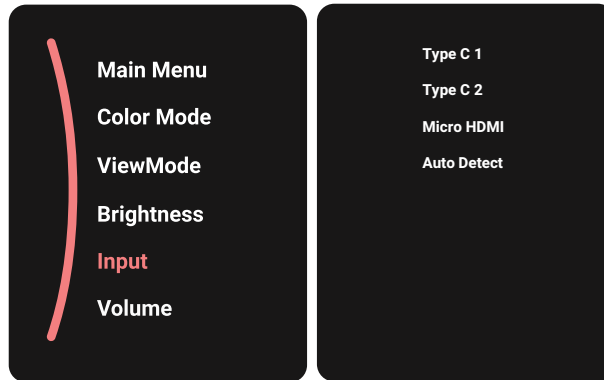 Main Menu
Color Mode
ViewMode
Brightness
Input
Volume
Type C 1
Type C 2
Micro HDMI
Auto Detect